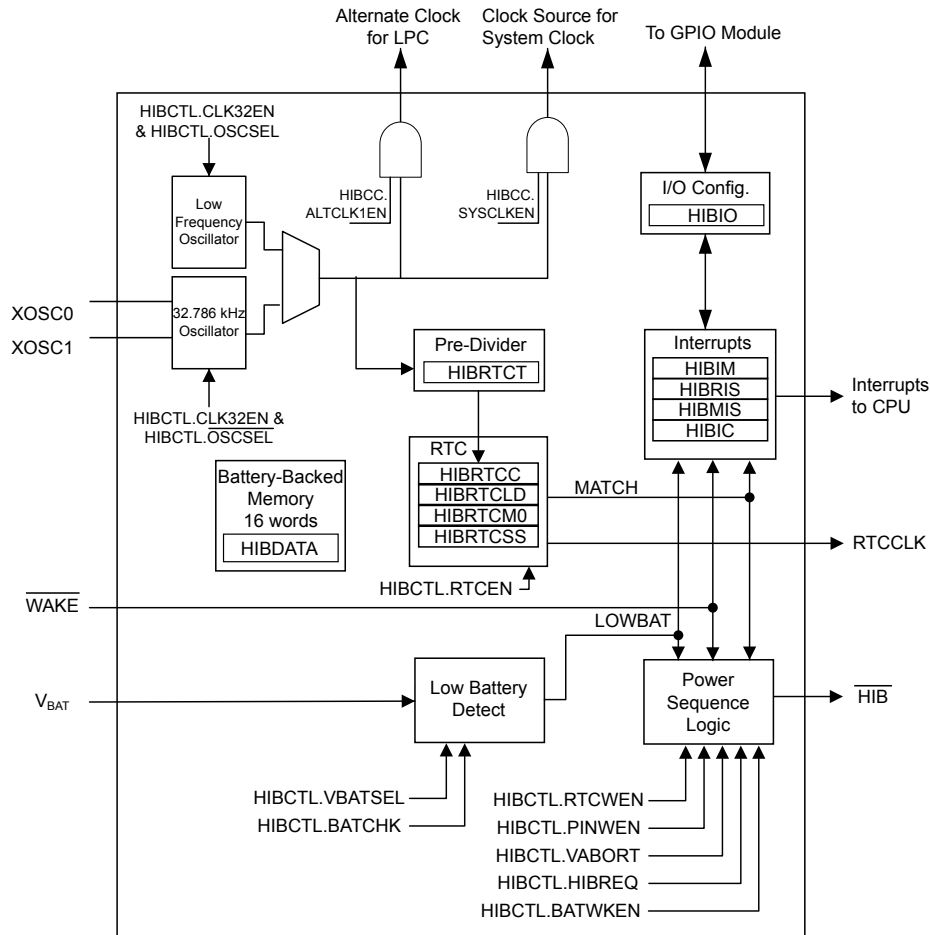 Alternate Clock
for LPC
Clock Source for
System Clock
To GPIO Module
HIBCTL.CLK32EN
& HIBCTL.OSCSEL
Low
Frequency
Oscillator
HIBCC.
ALTCLK1EN
HIBCC.
SYSCLKEN
I/O Config.
HIBIO
XOSC0
XOSC1
32.786 kHz
Oscillator
Pre-Divider
HIBRTCT
Interrupts
HIBIM
HIBRIS
HIBMIS
HIBIC
Interrupts
to CPU
HIBCTL.CLK32EN &
HIBCTL.O̅S̅C̅S̅E̅L̅
Battery-Backed
Memory
16 words
HIBDATA
RTC
HIBRTCC
HIBRTCLD
HIBRTCM0
HIBRTCSS
MATCH
RTCCLK
HIBCTL.RTCEN
W̅A̅K̅E̅
LOWBAT
VBAT
Low Battery
Detect
Power
Sequence
Logic
H̅I̅B̅
HIBCTL.VBATSEL
HIBCTL.BATCHK
HIBCTL.RTCWEN
HIBCTL.PINWEN
HIBCTL.VABORT
HIBCTL.HIBREQ
HIBCTL.BATWKEN